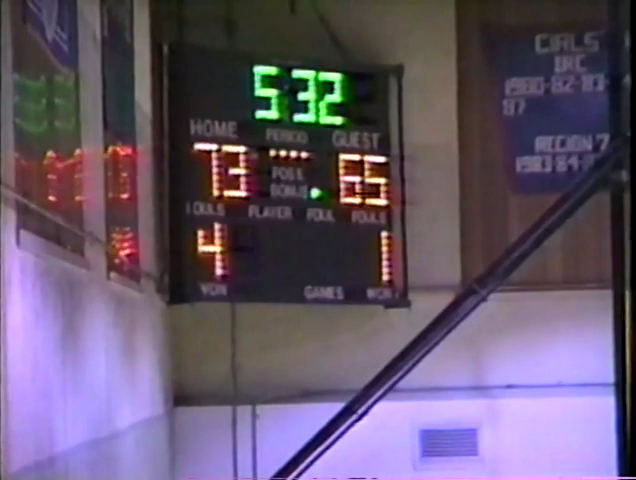 5 32
HOME PERIOD GUEST
73 65
POSS
BONUS
FOULS PLAYER FOUL FOULS
4 1
WON GAMES WON
GIRLS
1980-82-83-
87
REGION 7
1983-84-